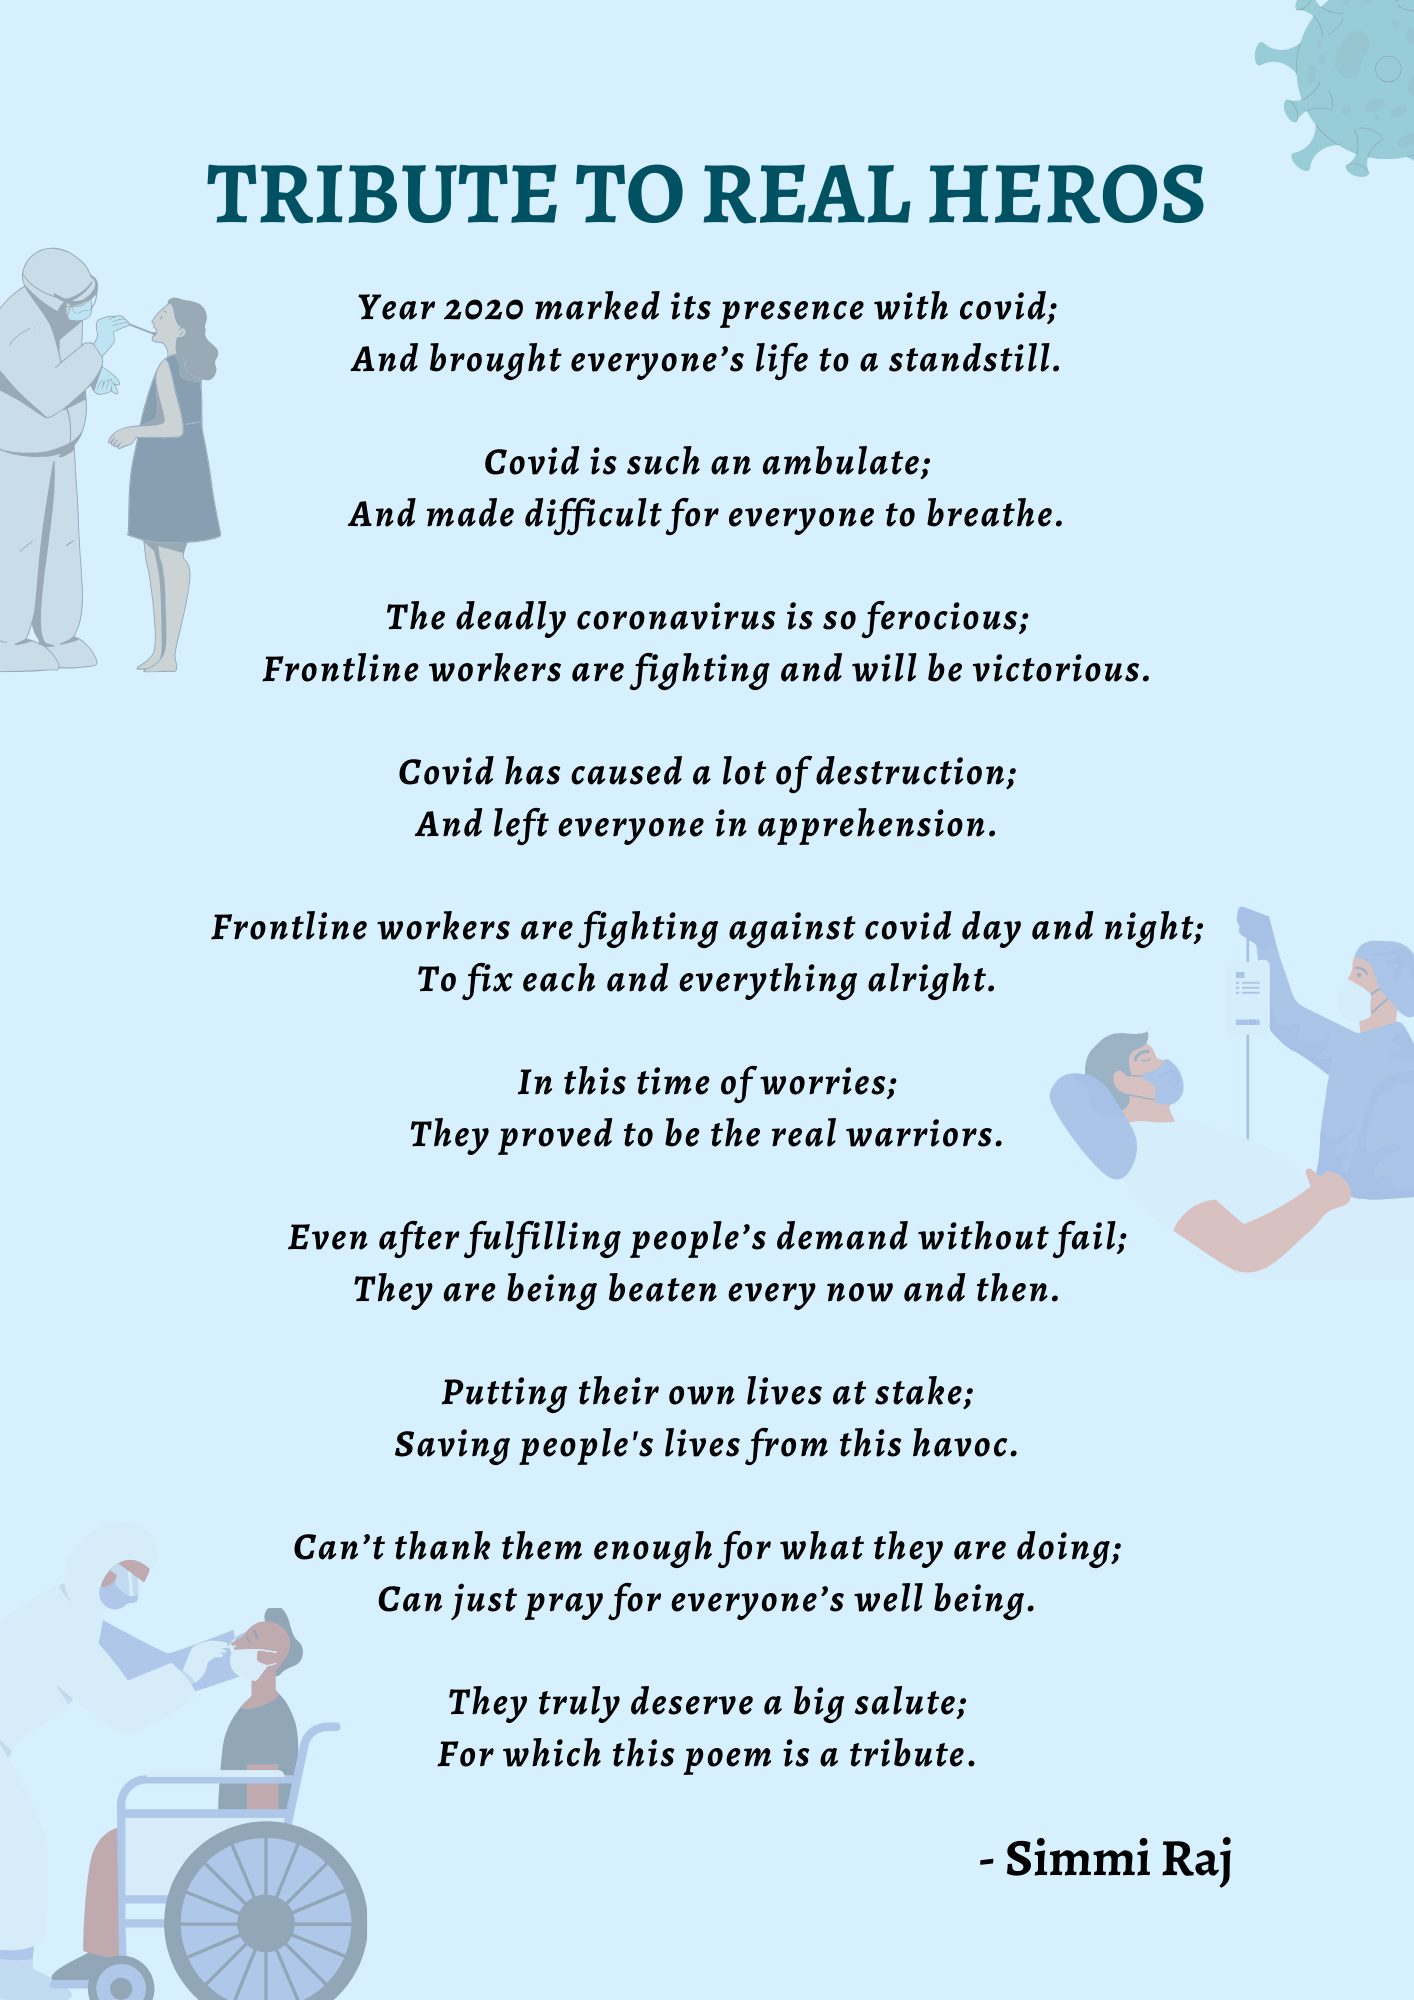 TRIBUTE TO REAL HEROS
Year 2020 marked its presence with covid;
And brought everyone’s life to a standstill.
Covid is such an ambulate;
And made difficult for everyone to breathe.
The deadly coronavirus is so ferocious;
Frontline workers are fighting and will be victorious.
Covid has caused a lot of destruction;
And left everyone in apprehension.
Frontline workers are fighting against covid day and night;
To fix each and everything alright.
In this time of worries;
They proved to be the real warriors.
Even after fulfilling people’s demand without fail;
They are being beaten every now and then.
Putting their own lives at stake;
Saving people's lives from this havoc.
Can’t thank them enough for what they are doing;
Can just pray for everyone’s well being.
They truly deserve a big salute;
For which this poem is a tribute.
- Simmi Raj